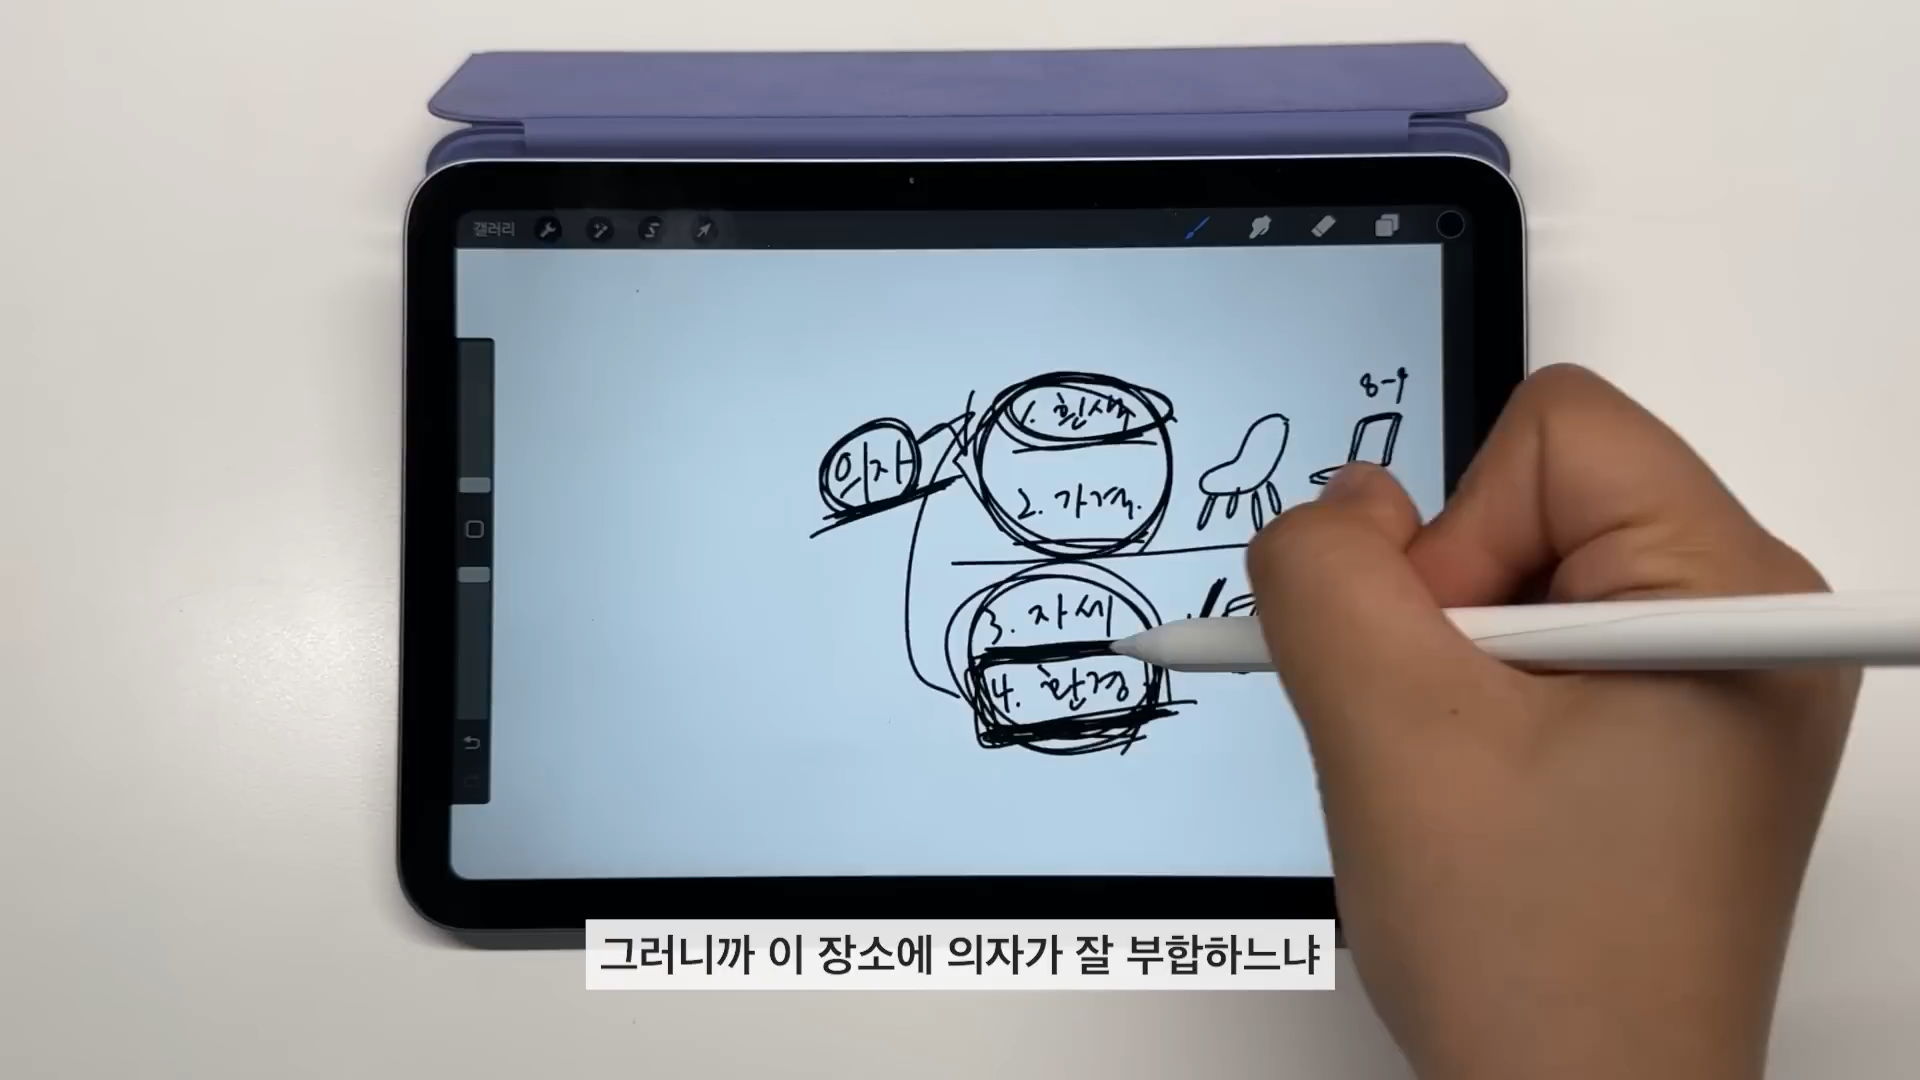 갤러리
8-9
1. 흰색
의자
2. 가격.
3. 자세
4. 환경
그러니까 이 장소에 의자가 잘 부합하느냐